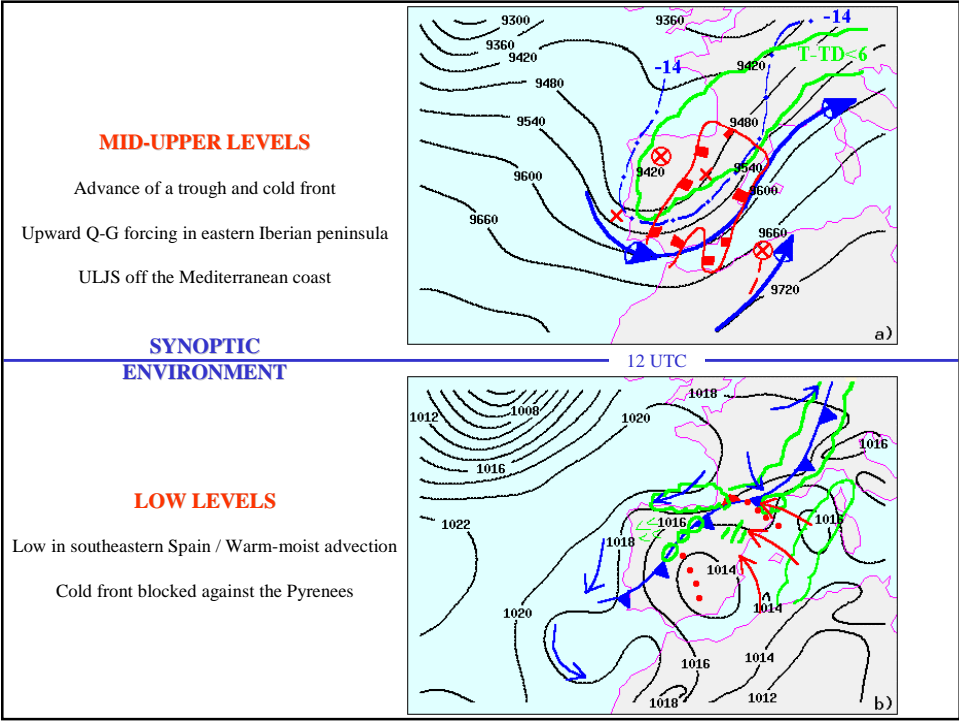 MID-UPPER LEVELS
Advance of a trough and cold front
Upward Q-G forcing in eastern Iberian peninsula
ULJS off the Mediterranean coast
9300
9360
9360
9420
9480
9540
9600
9660
-14
-14
T-TD<6
9420
9480
9420
9540
9600
9660
9720
a)
SYNOPTIC
ENVIRONMENT
12 UTC
LOW LEVELS
Low in southeastern Spain / Warm-moist advection
Cold front blocked against the Pyrenees
1018
1012
1008
1020
1016
1016
1022
1016
1016
1018
1014
1014
1020
1016
1014
1018
1012
b)